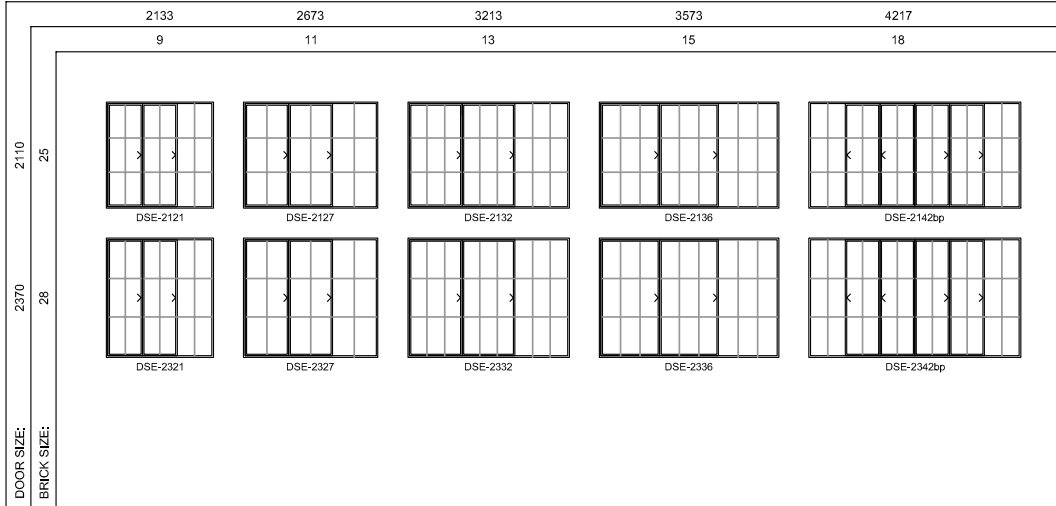 2133 2673 3213 3573 4217
9 11 13 15 18
2110 25
DSE-2121 DSE-2127 DSE-2132 DSE-2136 DSE-2142bp
2370 28
DSE-2321 DSE-2327 DSE-2332 DSE-2336 DSE-2342bp
DOOR SIZE:
BRICK SIZE: